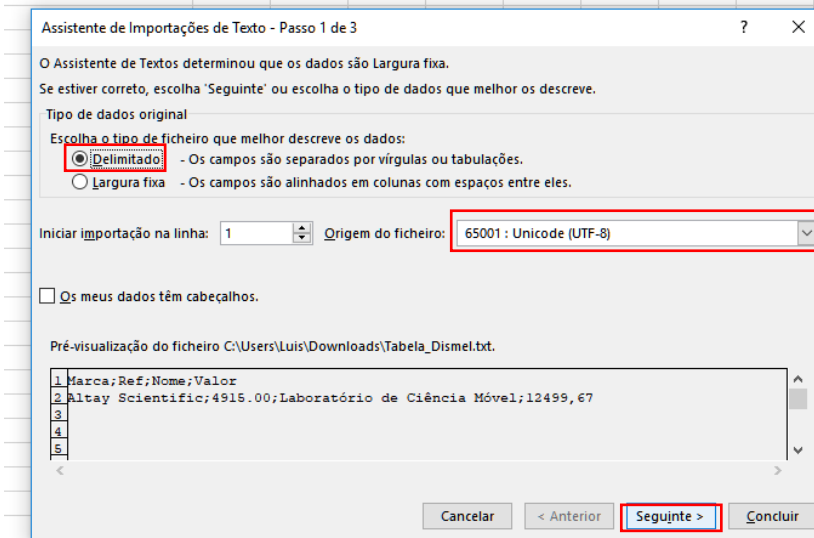 Assistente de Importações de Texto - Passo 1 de 3 ? ×
O Assistente de Textos determinou que os dados são Largura fixa.
Se estiver correto, escolha 'Seguinte' ou escolha o tipo de dados que melhor os descreve.
Tipo de dados original
Escolha o tipo de ficheiro que melhor descreve os dados:
Delimitado - Os campos são separados por vírgulas ou tabulações.
Largura fixa - Os campos são alinhados em colunas com espaços entre eles.
Iniciar importação na linha: 1 Origem do ficheiro: 65001 : Unicode (UTF-8)
Os meus dados têm cabeçalhos.
Pré-visualização do ficheiro C:\Users\Luis\Downloads\Tabela_Dismel.txt.
1 Marca;Ref;Nome;Valor
2 Altay Scientific;4915.00;Laboratório de Ciência Móvel;12499,67
3
4
5
Cancelar < Anterior Seguinte > Concluir